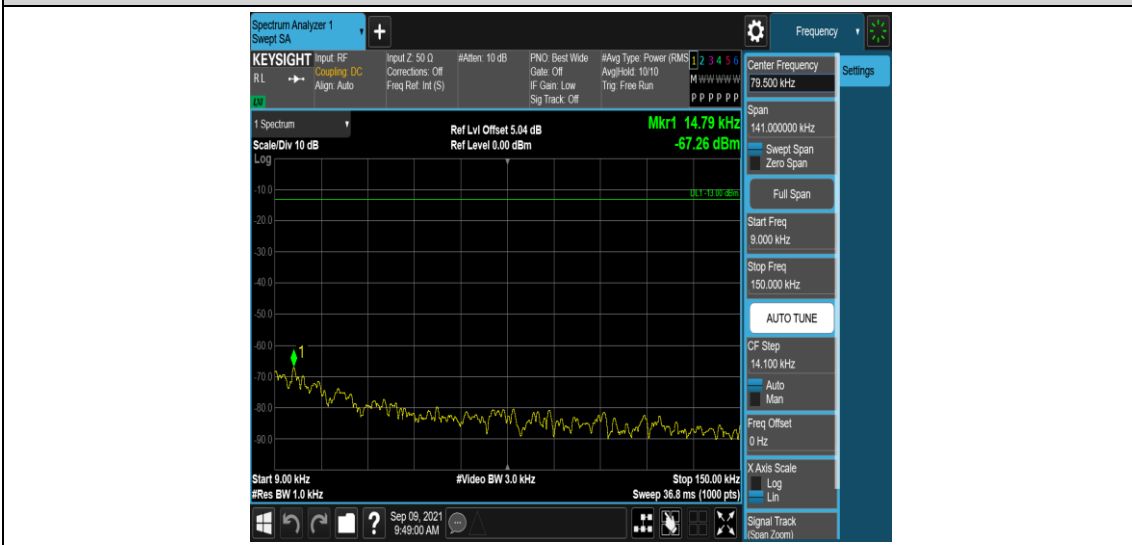 Spectrum Analyzer 1
Swept SA
+
Frequency
KEYSIGHT
RL
LW
Input: RF
Coupling: DC
Align: Auto
Input Z: 50 Ω
Corrections: Off
Freq Ref: Int (S)
#Atten: 10 dB
PNO: Best Wide
Gate: Off
IF Gain: Low
Sig Track: Off
#Avg Type: Power (RMS
Avg|Hold: 10/10
Trig: Free Run
1 2 3 4 5 6
M W W W W W
P P P P P P
1 Spectrum
Scale/Div 10 dB
Log
Ref Lvl Offset 5.04 dB
Ref Level 0.00 dBm
Mkr1 14.79 kHz
-67.26 dBm
DL1 -13.00 dBm
-10.0
-20.0
-30.0
-40.0
-50.0
-60.0
-70.0
-80.0
-90.0
1
Start 9.00 kHz
#Res BW 1.0 kHz
#Video BW 3.0 kHz
Stop 150.00 kHz
Sweep 36.8 ms (1000 pts)
Center Frequency
79.500 kHz
Settings
Span
141.000000 kHz
Swept Span
Zero Span
Full Span
Start Freq
9.000 kHz
Stop Freq
150.000 kHz
AUTO TUNE
CF Step
14.100 kHz
Auto
Man
Freq Offset
0 Hz
X Axis Scale
Log
Lin
Signal Track
(Span Zoom)
?
Sep 09, 2021
9:49:00 AM